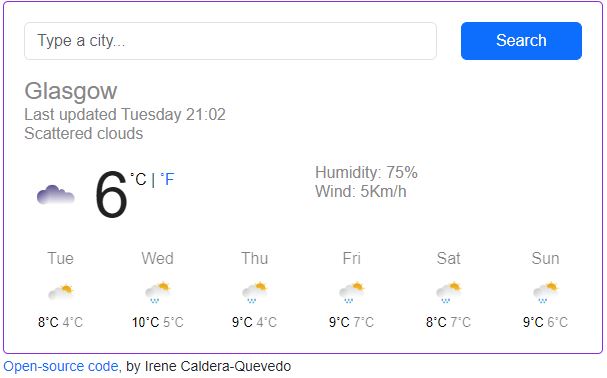 Type a city...
Search
Glasgow
Last updated Tuesday 21:02
Scattered clouds
6 °C | °F
Humidity: 75%
Wind: 5Km/h
Tue Wed Thu Fri Sat Sun
8°C 4°C 10°C 5°C 9°C 4°C 9°C 7°C 8°C 7°C 9°C 6°C
Open-source code, by Irene Caldera-Quevedo